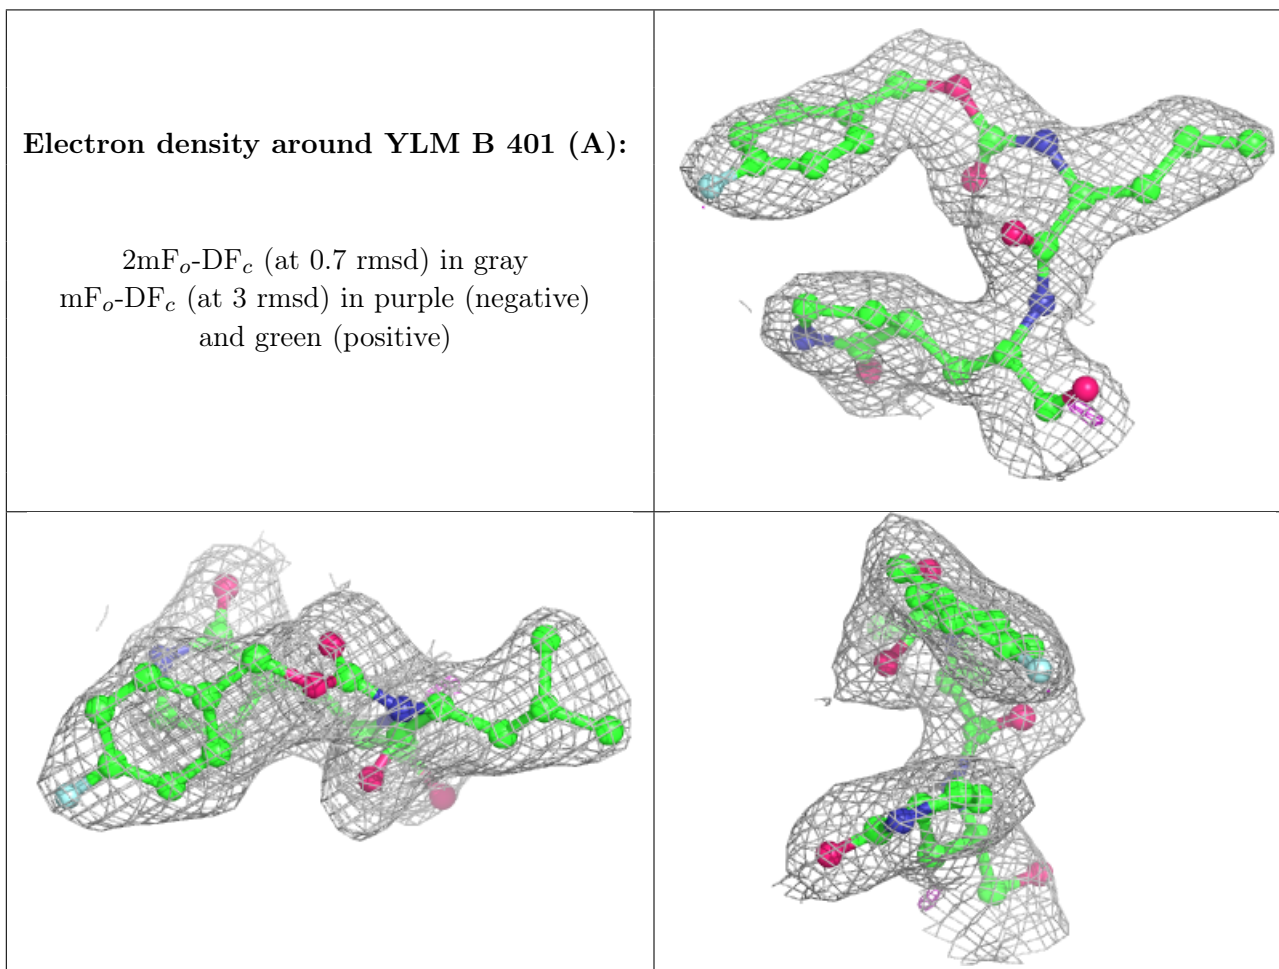 Electron density around YLM B 401 (A):
2mFo-DFc (at 0.7 rmsd) in gray
mFo-DFc (at 3 rmsd) in purple (negative)
and green (positive)